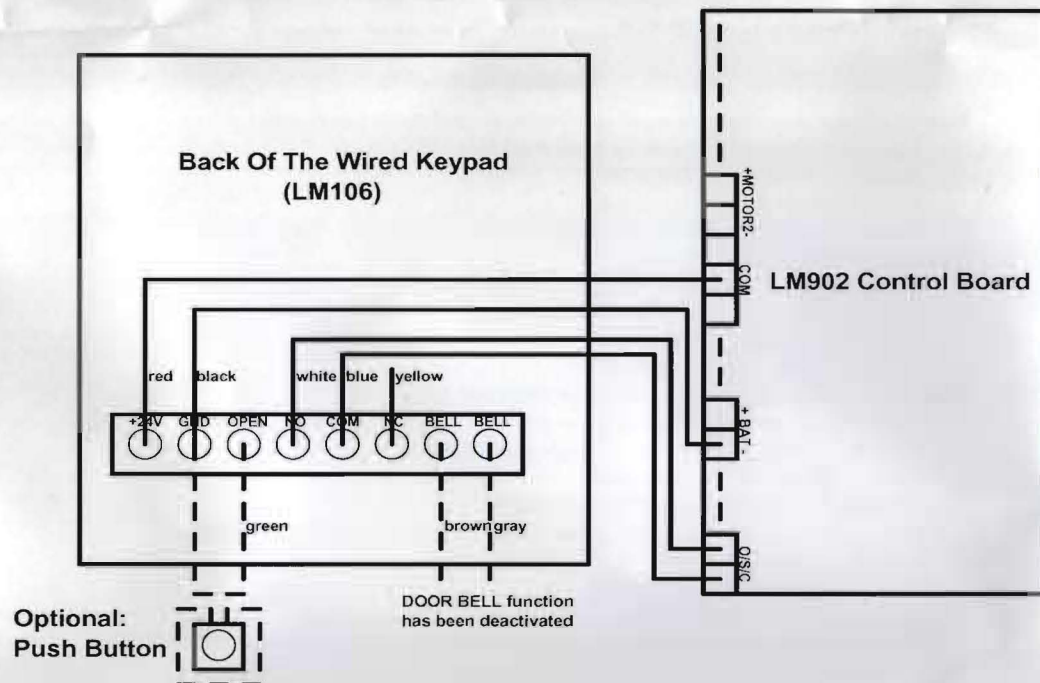 Back Of The Wired Keypad
(LM106)
+MOTOR2-
COM
LM902 Control Board
red black white blue yellow
+24V GND OPEN NO COM NC BELL BELL
+ BAT -
green brown gray
O/S/C
DOOR BELL function
has been deactivated
Optional:
Push Button